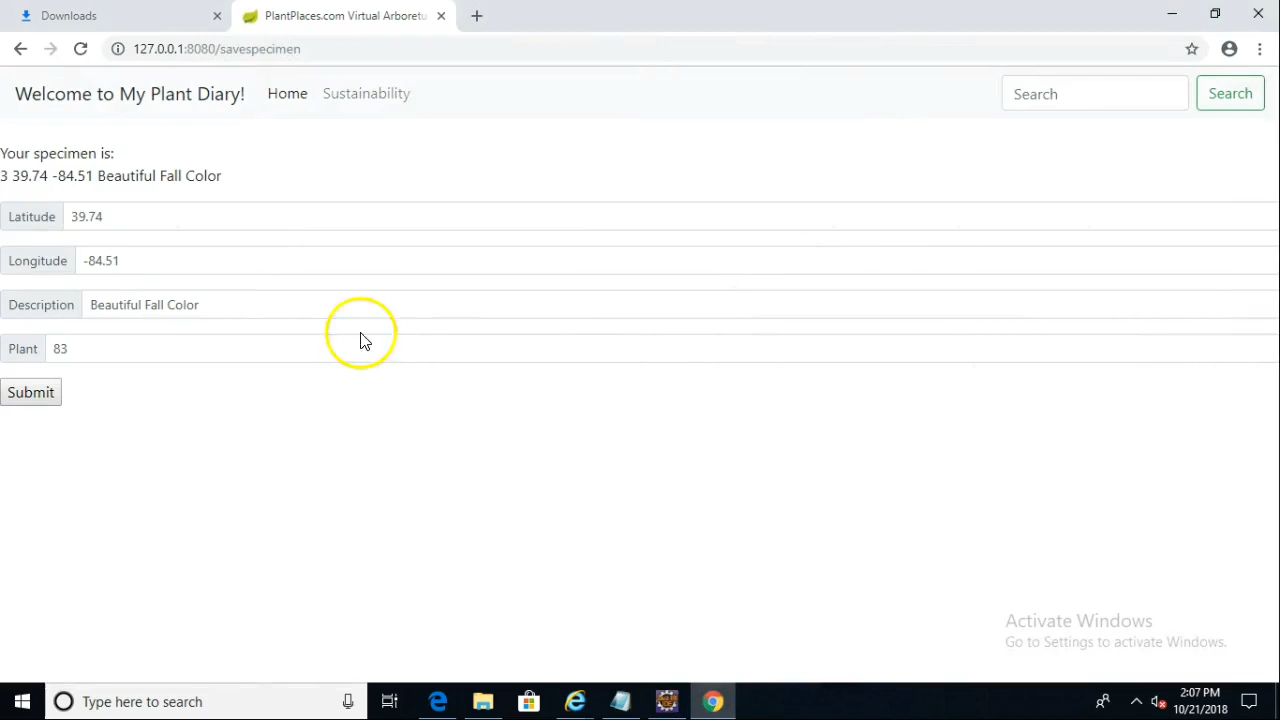 Downloads
PlantPlaces.com Virtual Arboretu
127.0.0.1:8080/savespecimen
Welcome to My Plant Diary!
Home
Sustainability
Search
Search
Your specimen is:
3 39.74 -84.51 Beautiful Fall Color
Latitude 39.74
Longitude -84.51
Description Beautiful Fall Color
Plant 83
Submit
Activate Windows
Go to Settings to activate Windows.
Type here to search
2:07 PM
10/21/2018